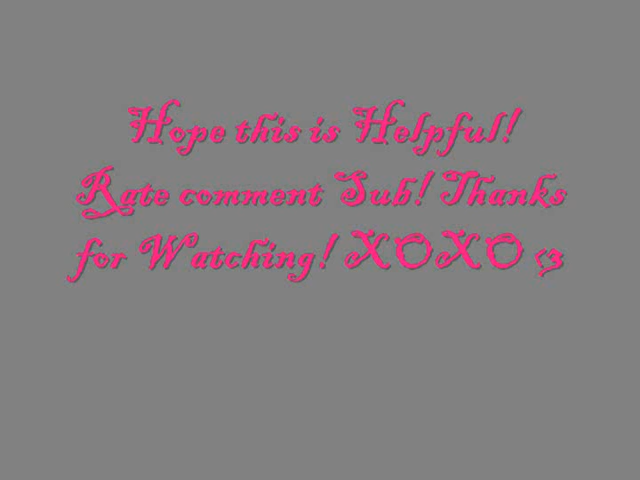 Hope this is Helpful!
Rate comment Sub! Thanks
for Watching! XOXO <3